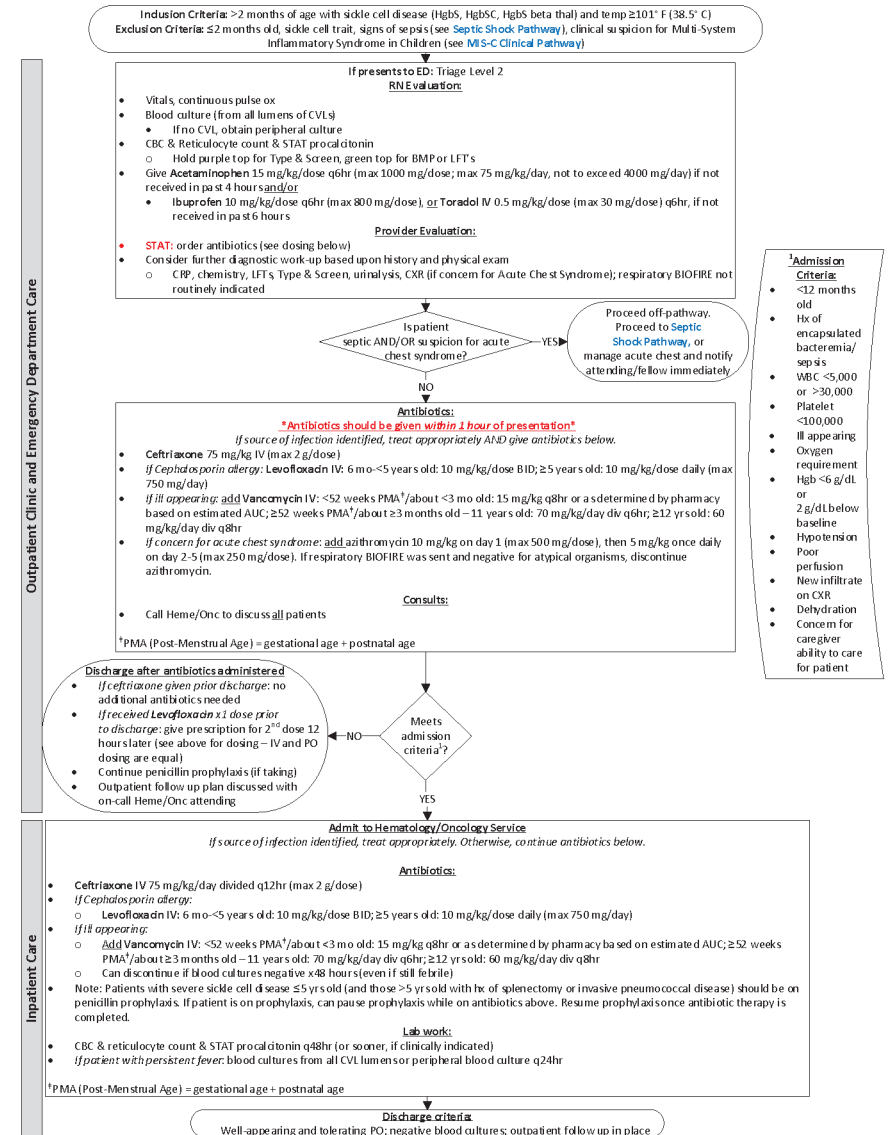 Inclusion Criteria: >2 months of age with sickle cell disease (HgbS, HgbSC, HgbS beta thal) and temp ≥101° F (38.5° C)
Exclusion Criteria: ≤2 months old, sickle cell trait, signs of sepsis (see Septic Shock Pathway), clinical suspicion for Multi-System
Inflammatory Syndrome in Children (see MIS-C Clinical Pathway)
Outpatient Clinic and Emergency Department Care
If presents to ED: Triage Level 2
RN Evaluation:
• Vitals, continuous pulse ox
• Blood culture (from all lumens of CVLs)
• If no CVL, obtain peripheral culture
• CBC & Reticulocyte count & STAT procalcitonin
○ Hold purple top for Type & Screen, green top for BMP or LFT's
• Give Acetaminophen 15 mg/kg/dose q6hr (max 1000 mg/dose; max 75 mg/kg/day, not to exceed 4000 mg/day) if not
received in past 4 hours and/or
• Ibuprofen 10 mg/kg/dose q6hr (max 800 mg/dose), or Toradol IV 0.5 mg/kg/dose (max 30 mg/dose) q6hr, if not
received in past 6 hours
Provider Evaluation:
• STAT: order antibiotics (see dosing below)
• Consider further diagnostic work-up based upon history and physical exam
○ CRP, chemistry, LFTs, Type & Screen, urinalysis, CXR (if concern for Acute Chest Syndrome); respiratory BIOFIRE not
routinely indicated
Is patient
septic AND/OR suspicion for acute
chest syndrome?
YES
Proceed off-pathway.
Proceed to Septic
Shock Pathway, or
manage acute chest and notify
attending/fellow immediately
NO
¹Admission
Criteria:
• <12 months
old
• Hx of
encapsulated
bacteremia/
sepsis
• WBC <5,000
or >30,000
• Platelet
<100,000
• Ill appearing
• Oxygen
requirement
• Hgb <6 g/dL
or
2 g/dL below
baseline
• Hypotension
• Poor
perfusion
• New infiltrate
on CXR
• Dehydration
• Concern for
caregiver
ability to care
for patient
Antibiotics:
*Antibiotics should be given within 1 hour of presentation*
If source of infection identified, treat appropriately AND give antibiotics below.
• Ceftriaxone 75 mg/kg IV (max 2 g/dose)
• If Cephalosporin allergy: Levofloxacin IV: 6 mo-<5 years old: 10 mg/kg/dose BID; ≥5 years old: 10 mg/kg/dose daily (max
750 mg/day)
• If ill appearing: add Vancomycin IV: <52 weeks PMA†/about <3 mo old: 15 mg/kg q8hr or as determined by pharmacy
based on estimated AUC; ≥52 weeks PMA†/about ≥3 months old – 11 years old: 70 mg/kg/day div q6hr; ≥12 yrs old: 60
mg/kg/day div q8hr
• If concern for acute chest syndrome: add azithromycin 10 mg/kg on day 1 (max 500 mg/dose), then 5 mg/kg once daily
on day 2-5 (max 250 mg/dose). If respiratory BIOFIRE was sent and negative for atypical organisms, discontinue
azithromycin.
Consults:
• Call Heme/Onc to discuss all patients
†PMA (Post-Menstrual Age) = gestational age + postnatal age
Discharge after antibiotics administered
• If ceftriaxone given prior discharge: no
additional antibiotics needed
• If received Levofloxacin x1 dose prior
to discharge: give prescription for 2nd dose 12
hours later (see above for dosing – IV and PO
dosing are equal)
• Continue penicillin prophylaxis (if taking)
• Outpatient follow up plan discussed with
on-call Heme/Onc attending
NO
Meets
admission
criteria¹?
YES
Inpatient Care
Admit to Hematology/Oncology Service
If source of infection identified, treat appropriately. Otherwise, continue antibiotics below.
Antibiotics:
• Ceftriaxone IV 75 mg/kg/day divided q12hr (max 2 g/dose)
• If Cephalosporin allergy:
○ Levofloxacin IV: 6 mo-<5 years old: 10 mg/kg/dose BID; ≥5 years old: 10 mg/kg/dose daily (max 750 mg/day)
• If Ill appearing:
○ Add Vancomycin IV: <52 weeks PMA†/about <3 mo old: 15 mg/kg q8hr or as determined by pharmacy based on estimated AUC; ≥52 weeks
PMA†/about ≥3 months old – 11 years old: 70 mg/kg/day div q6hr; ≥12 yr old: 60 mg/kg/day div q8hr
○ Can discontinue if blood cultures negative x48 hours (even if still febrile)
• Note: Patients with severe sickle cell disease ≤5 yrs old (and those >5 yrs old with hx of splenectomy or invasive pneumococcal disease) should be on
penicillin prophylaxis. If patient is on prophylaxis, can pause prophylaxis while on antibiotics above. Resume prophylaxis once antibiotic therapy is
completed.
Lab work:
• CBC & reticulocyte count & STAT procalcitonin q48hr (or sooner, if clinically indicated)
• If patient with persistent fever: blood cultures from all CVL lumens or peripheral blood culture q24hr
†PMA (Post-Menstrual Age) = gestational age + postnatal age
Discharge criteria:
Well-appearing and tolerating PO; negative blood cultures; outpatient follow up in place